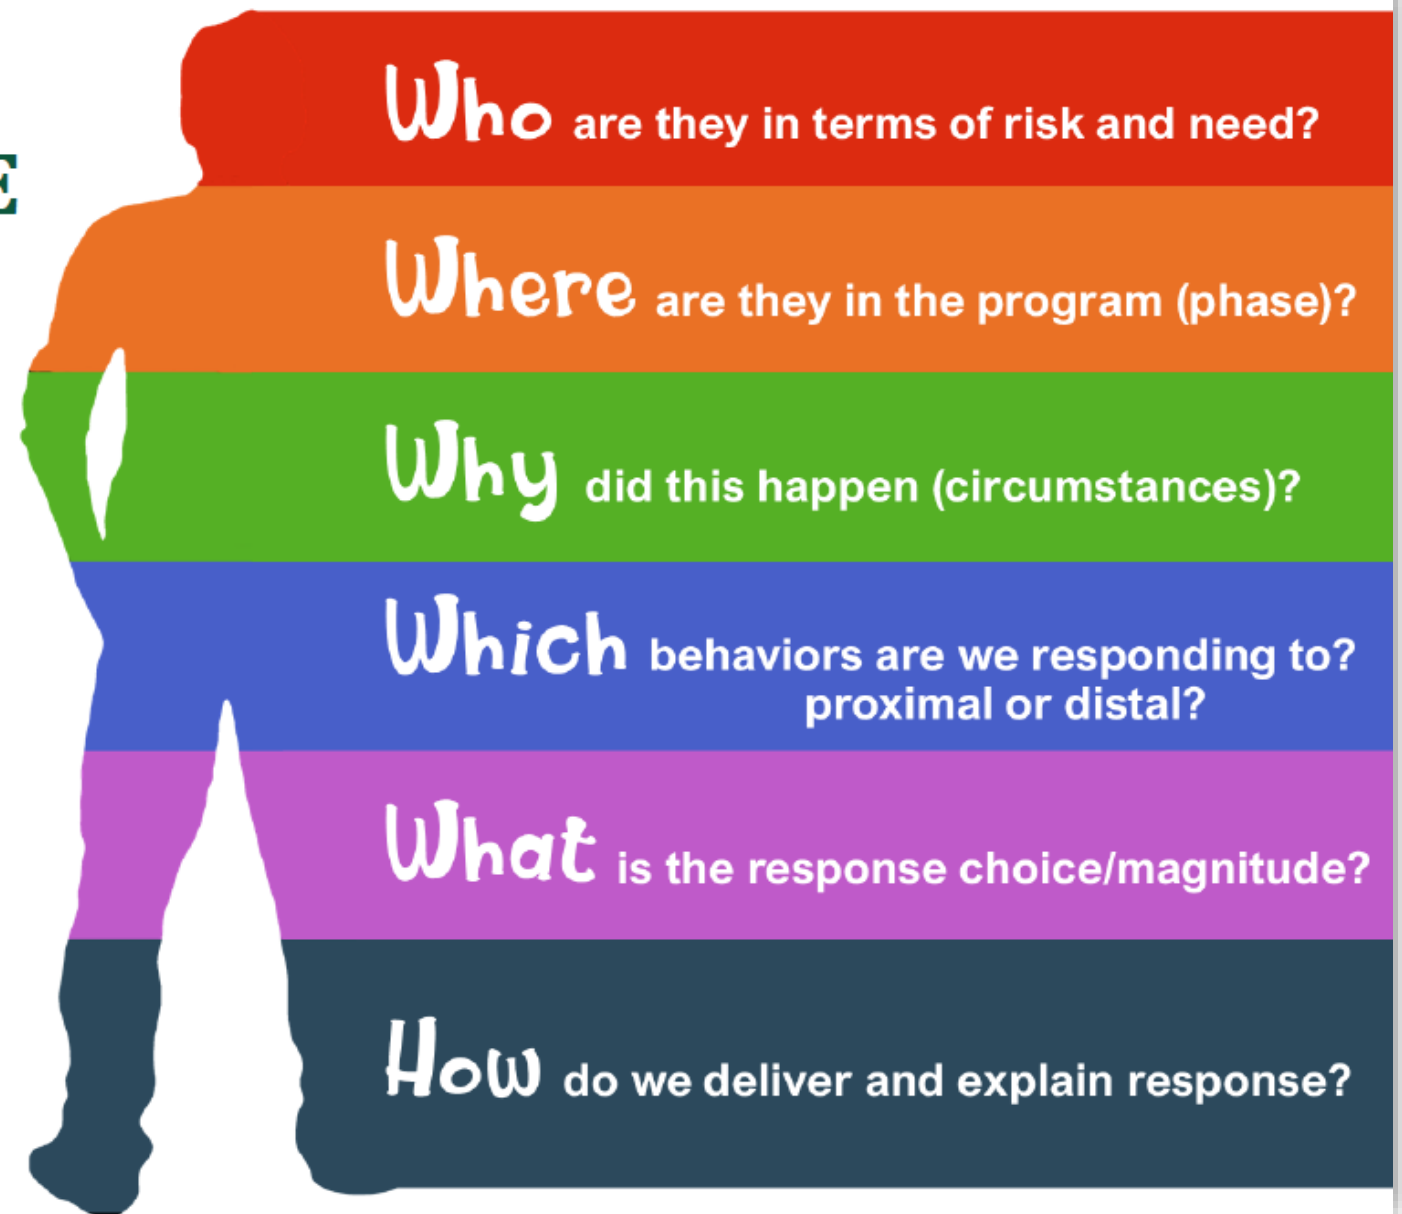 E
Who are they in terms of risk and need?
Where are they in the program (phase)?
Why did this happen (circumstances)?
Which behaviors are we responding to?
proximal or distal?
What is the response choice/magnitude?
How do we deliver and explain response?